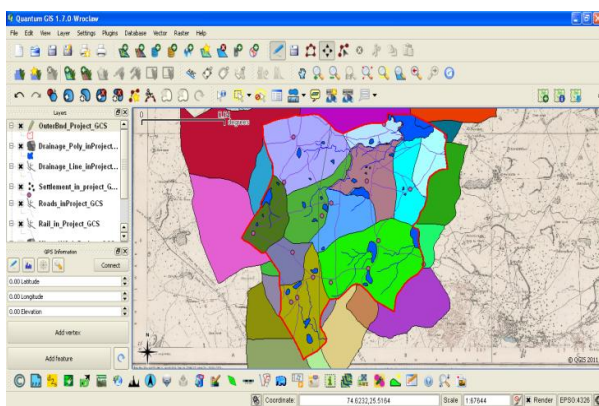 Quantum GIS 1.7.0-Wroclaw
File Edit View Layer Settings Plugins Database Vector Raster Help
Layers
OuterBnd_Project_GCS
Drainage_Poly_inProject...
Drainage_Line_inProjec...
Settlement_in_project_G...
Roads_inProject_GCS
Rail_in_Project_GCS
GPS Information
Connect
0.00 Latitude
0.00 Longitude
0.00 Elevation
Add vertex
Add feature
degrees
N
© QGIS 2011
Coordinate: 74.6232,25.5164 Scale 1:67644 Render EPSG:4326